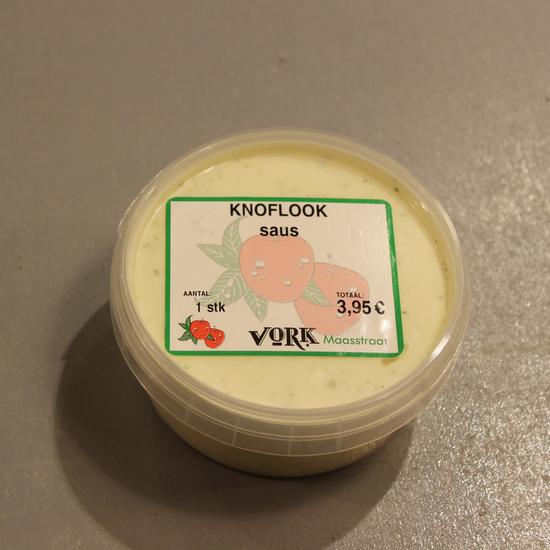 KNOFLOOK
saus
AANTAL: TOTAAL:
1 stk 3,95 €
VORK Maasstraat